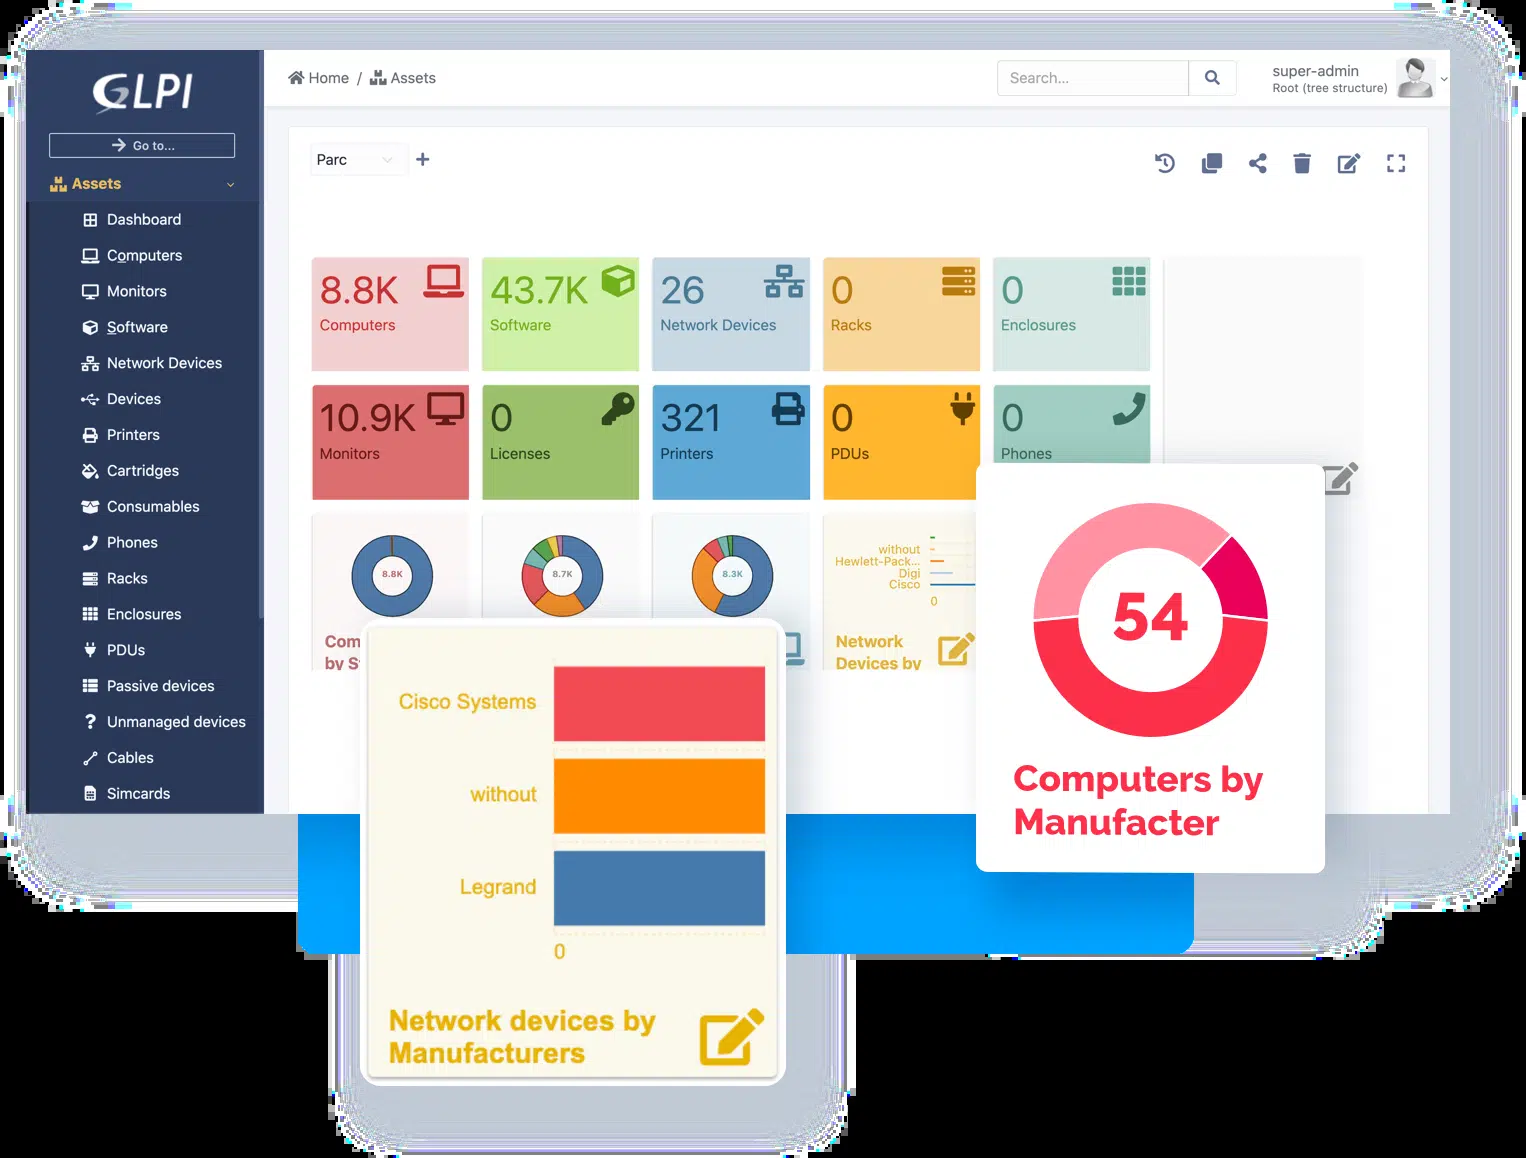 GLPI
Go to...
Assets
Dashboard
Computers
Monitors
Software
Network Devices
Devices
Printers
Cartridges
Consumables
Phones
Racks
Enclosures
PDUs
Passive devices
Unmanaged devices
Cables
Simcards
Home / Assets
Search...
super-admin
Root (tree structure)
Parc
8.8K
Computers
43.7K
Software
26
Network Devices
0
Racks
0
Enclosures
10.9K
Monitors
0
Licenses
321
Printers
0
PDUs
0
Phones
8.8K
8.7K
8.3K
without
Hewlett-Pack...
Digi
Cisco
0
Com
by S
Network
Devices by
Cisco Systems
without
Legrand
0
Network devices by
Manufacturers
54
Computers by
Manufacter